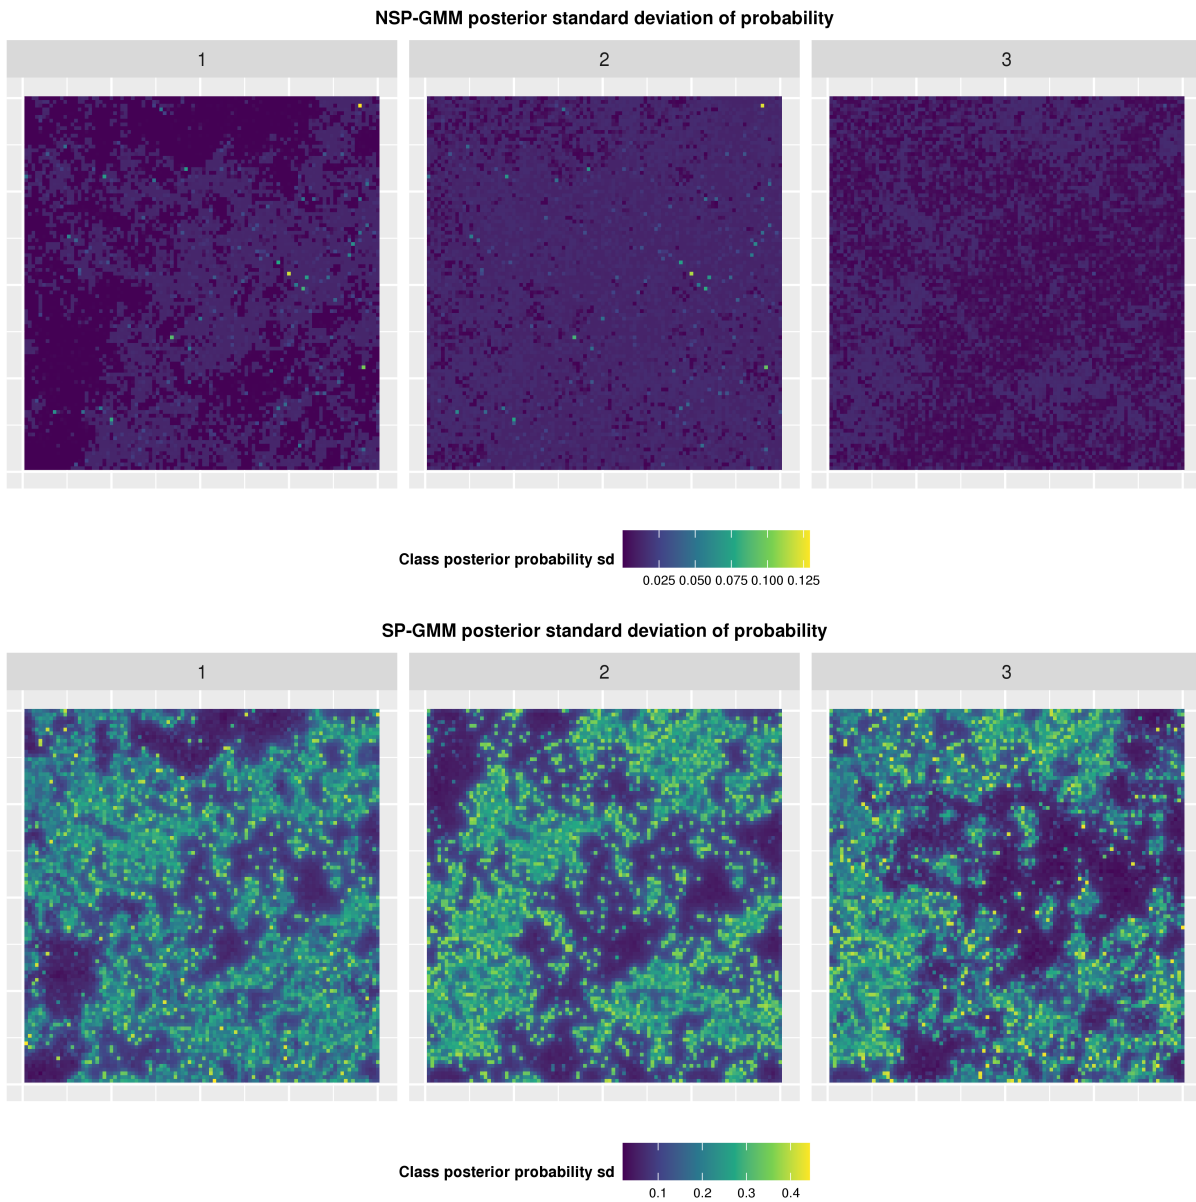 NSP-GMM posterior standard deviation of probability
1 2 3
Class posterior probability sd
0.025 0.050 0.075 0.100 0.125
SP-GMM posterior standard deviation of probability
1 2 3
Class posterior probability sd
0.1 0.2 0.3 0.4